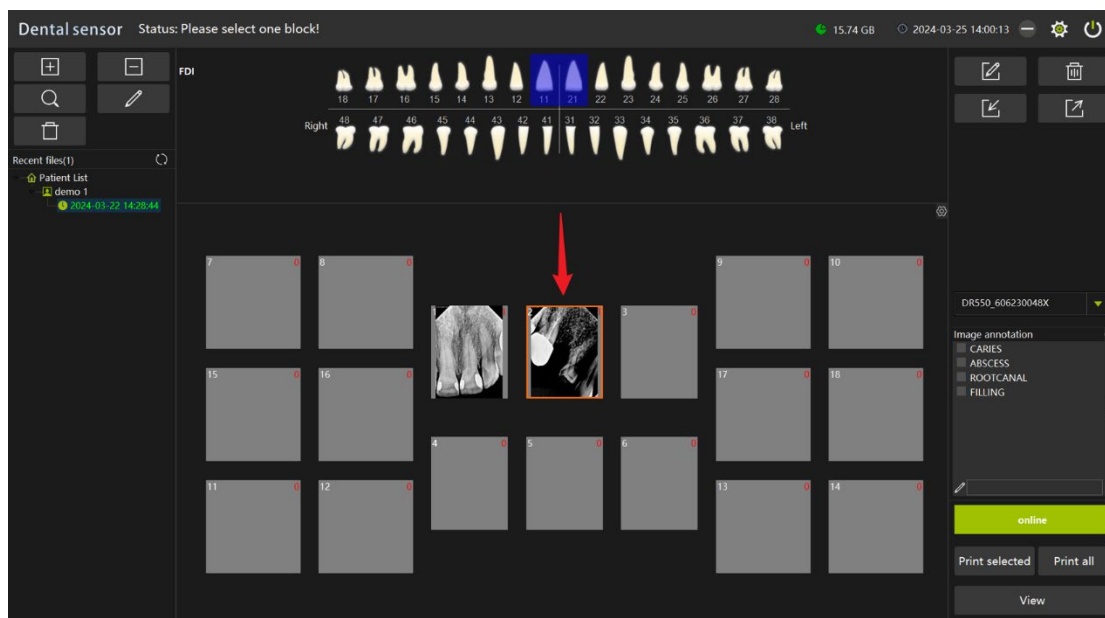 Dental sensor Status: Please select one block! 15.74 GB 2024-03-25 14:00:13
FDI
18 17 16 15 14 13 12 11 21 22 23 24 25 26 27 28
Right 48 47 46 45 44 43 42 41 31 32 33 34 35 36 37 38 Left
Recent files(1)
Patient List
demo 1
2024-03-22 14:28:44
7 0 8 0 9 0 10 0
1 2 3 0
15 0 16 0 17 0 18 0
4 0 5 0 6 0
11 0 12 0 13 0 14 0
DR550_606230048X
Image annotation
CARIES
ABSCESS
ROOTCANAL
FILLING
online
Print selected Print all
View